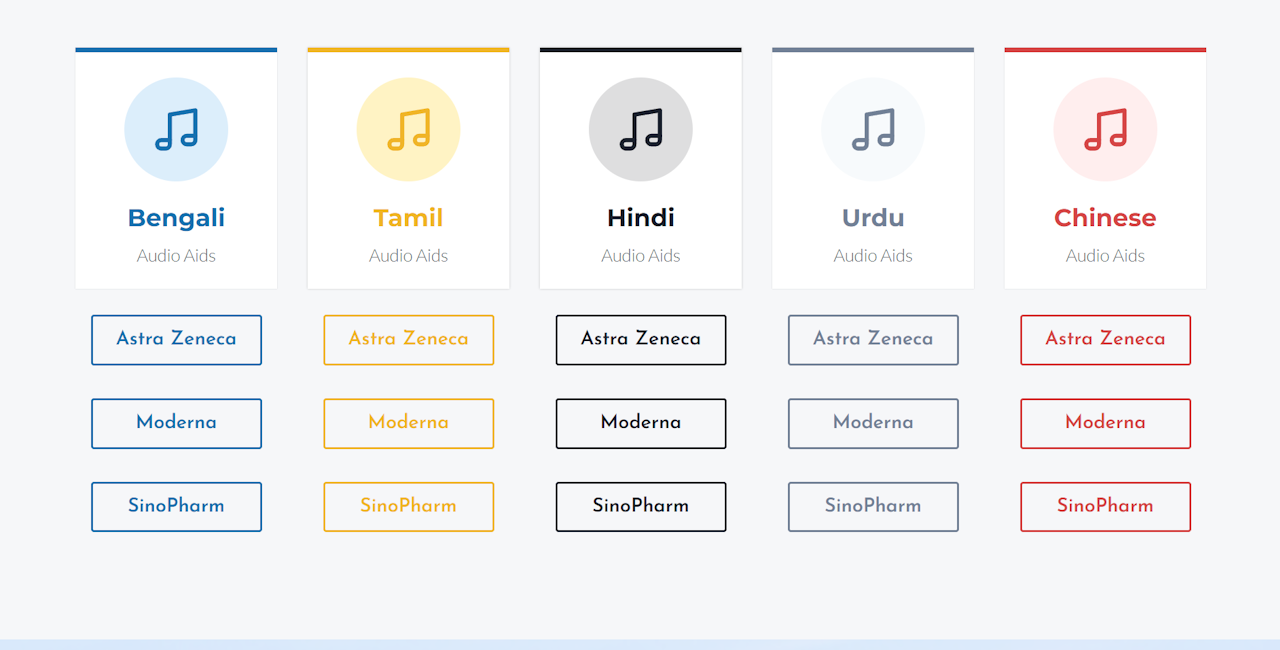 Bengali
Audio Aids
Astra Zeneca
Moderna
SinoPharm
Tamil
Audio Aids
Astra Zeneca
Moderna
SinoPharm
Hindi
Audio Aids
Astra Zeneca
Moderna
SinoPharm
Urdu
Audio Aids
Astra Zeneca
Moderna
SinoPharm
Chinese
Audio Aids
Astra Zeneca
Moderna
SinoPharm